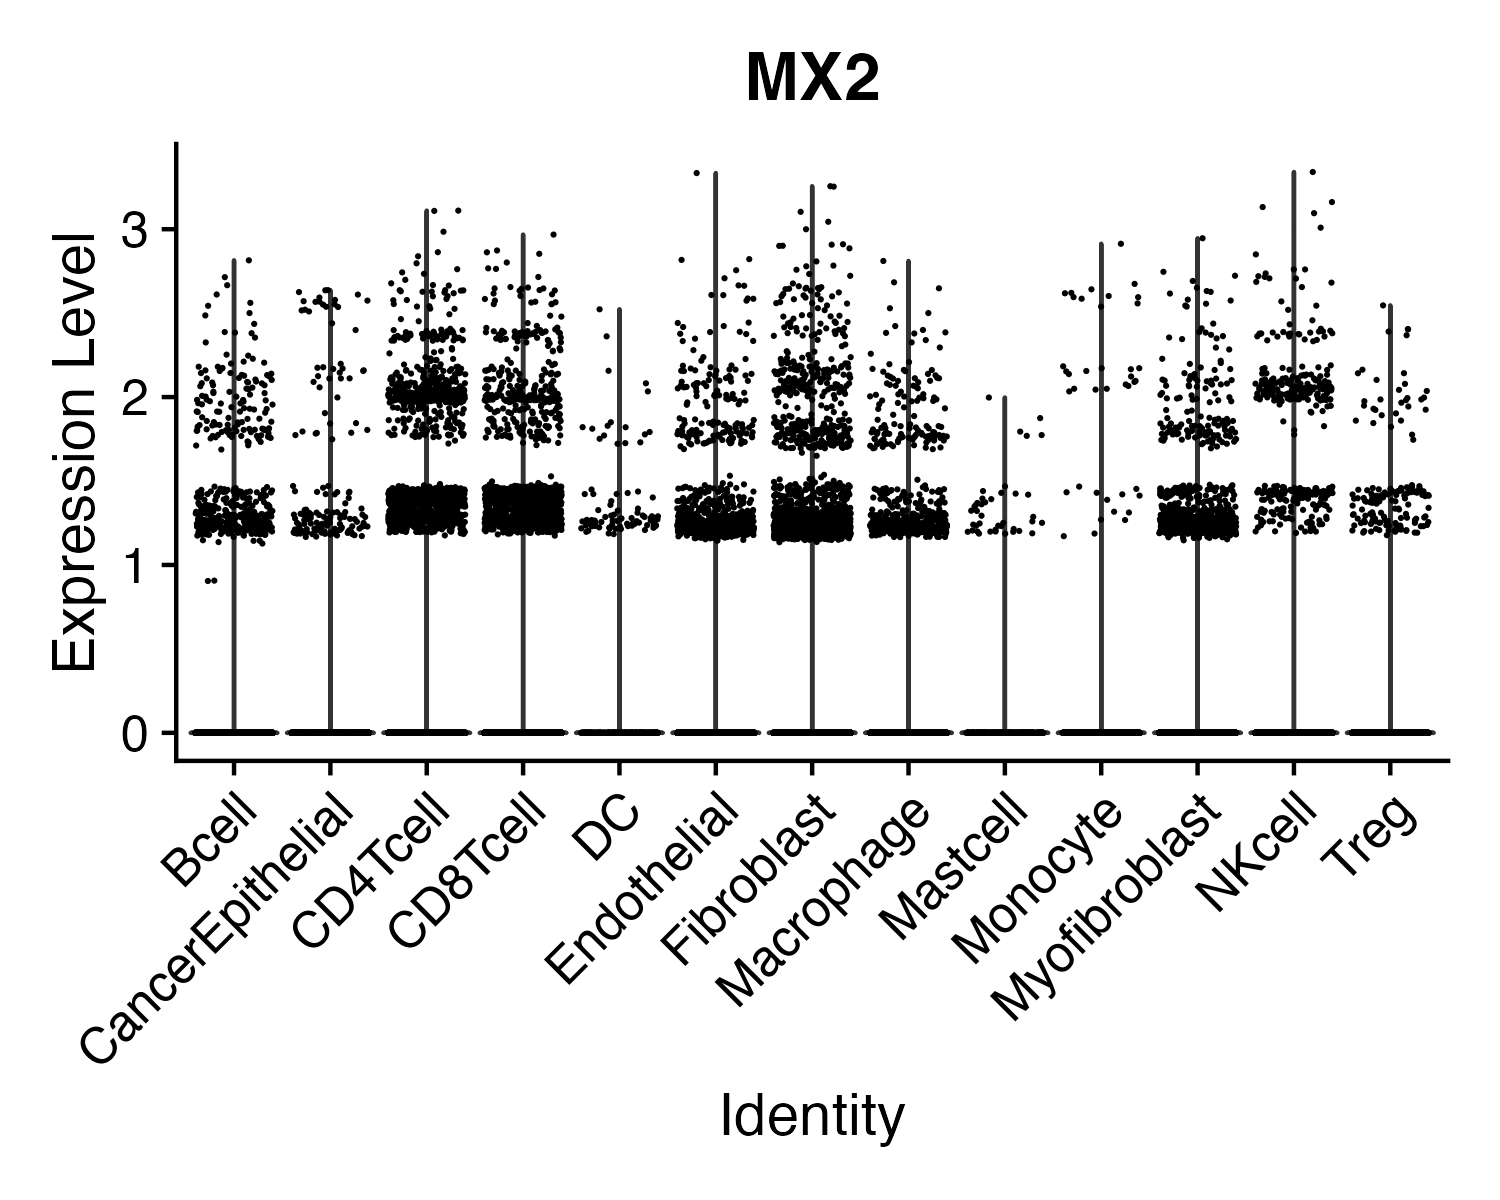 MX2
Expression Level
3
2
1
0
Bcell
CancerEpithelial
CD4Tcell
CD8Tcell
DC
Endothelial
Fibroblast
Macrophage
Mastcell
Monocyte
Myofibroblast
NKcell
Treg
Identity